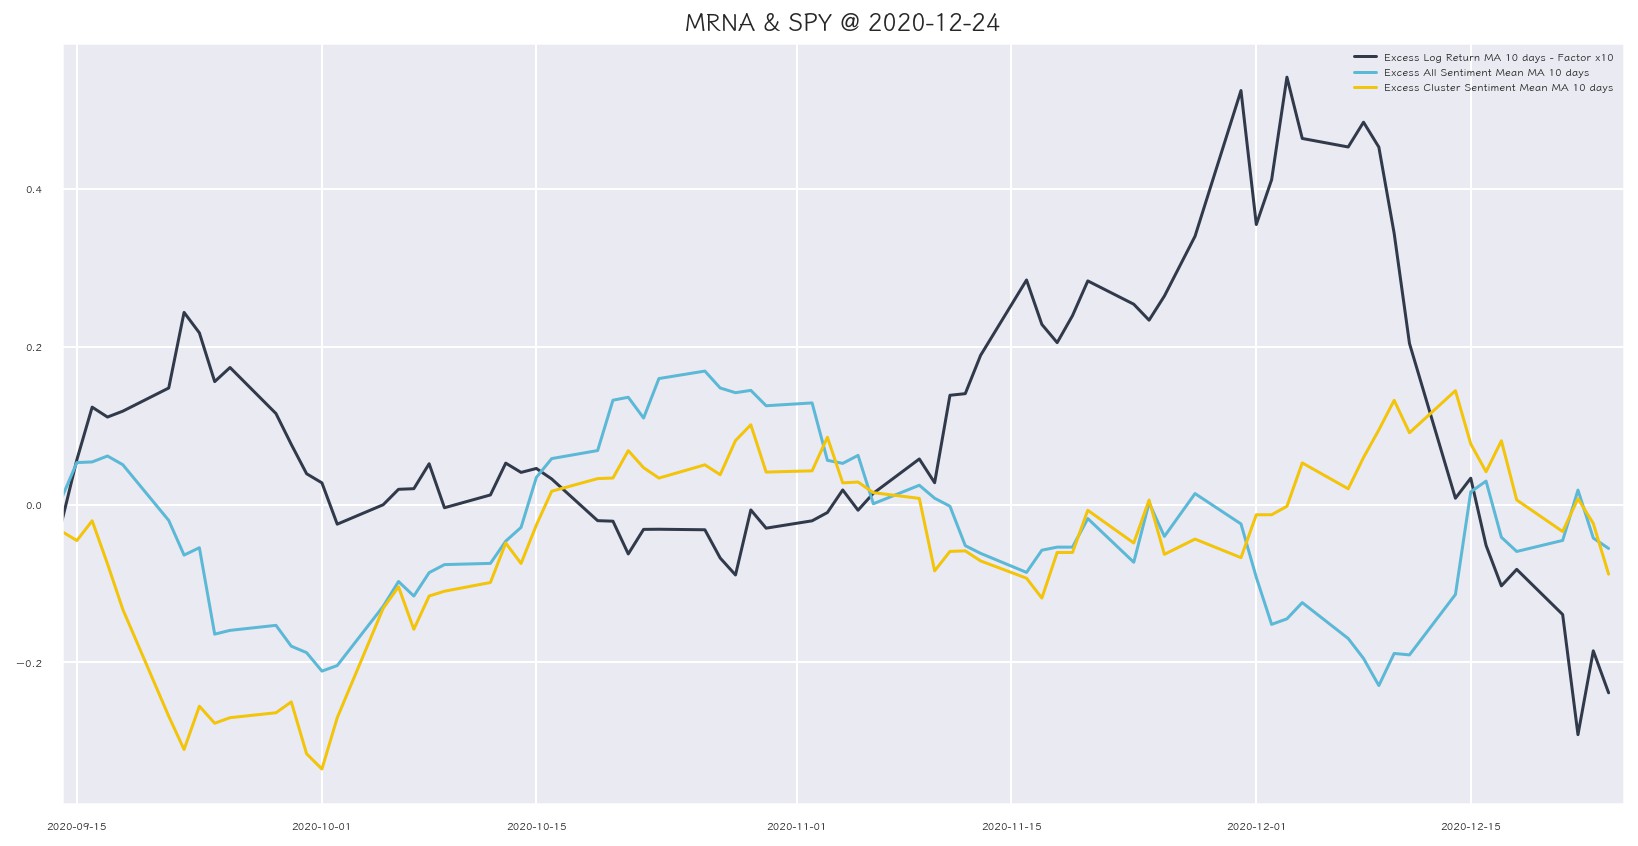 MRNA & SPY @ 2020-12-24
Excess Log Return MA 10 days - Factor x10
Excess All Sentiment Mean MA 10 days
Excess Cluster Sentiment Mean MA 10 days
0.4
0.2
0.0
−0.2
2020-09-15
2020-10-01
2020-10-15
2020-11-01
2020-11-15
2020-12-01
2020-12-15